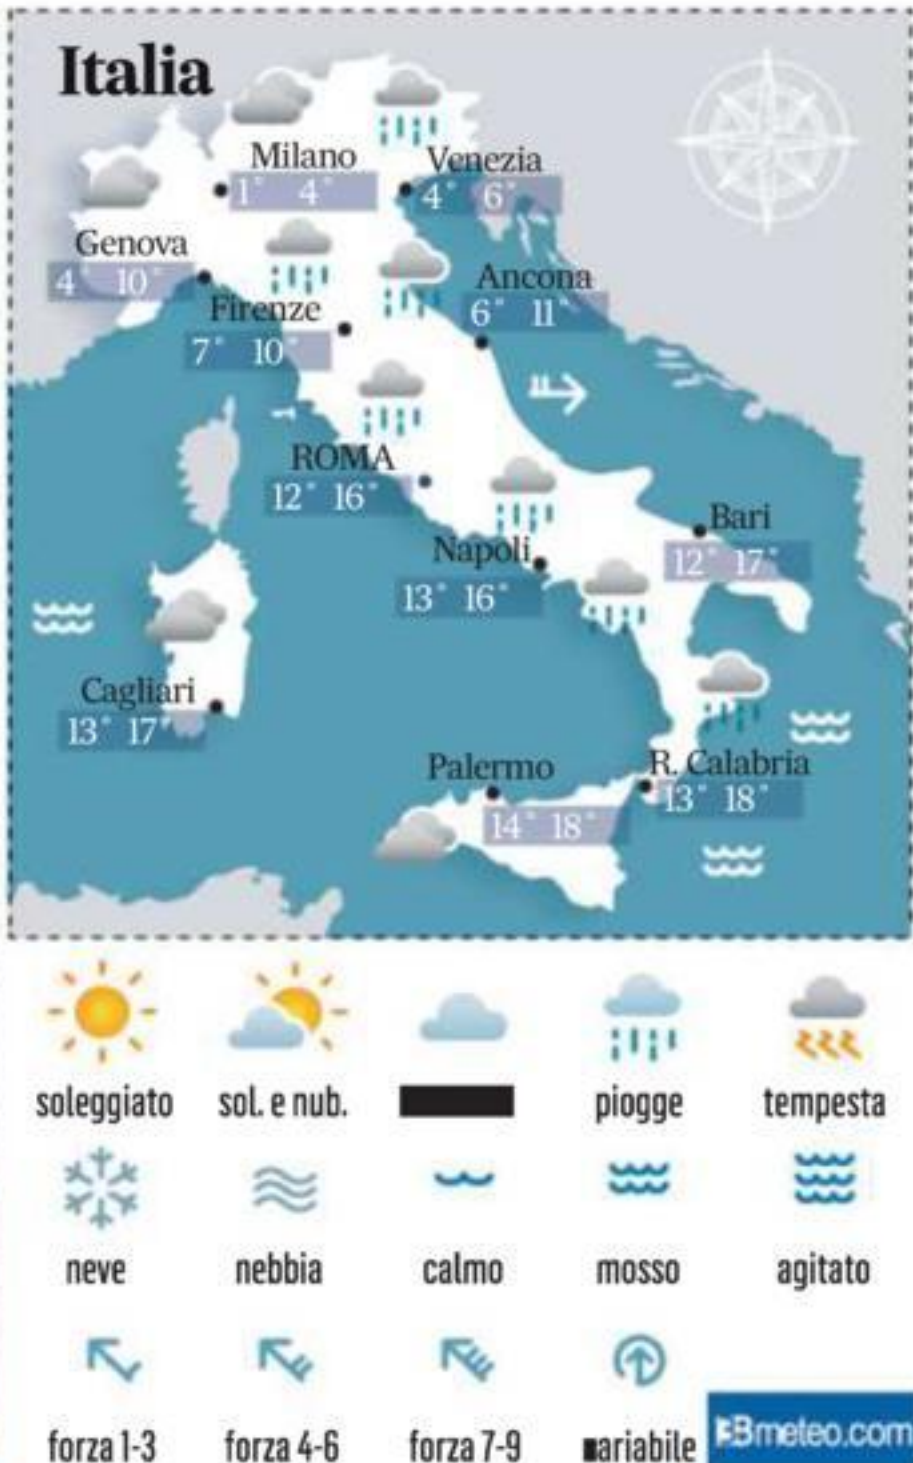 Italia
Milano
1° 4°
Venezia
4° 6°
Genova
4° 10°
Ancona
6° 11°
Firenze
7° 10°
ROMA
12° 16°
Bari
12° 17°
Napoli
13° 16°
Cagliari
13° 17°
Palermo
14° 18°
R. Calabria
13° 18°
soleggiato sol. e nub. piogge tempesta
neve nebbia calmo mosso agitato
forza 1-3 forza 4-6 forza 7-9 ariabile
3Bmeteo.com